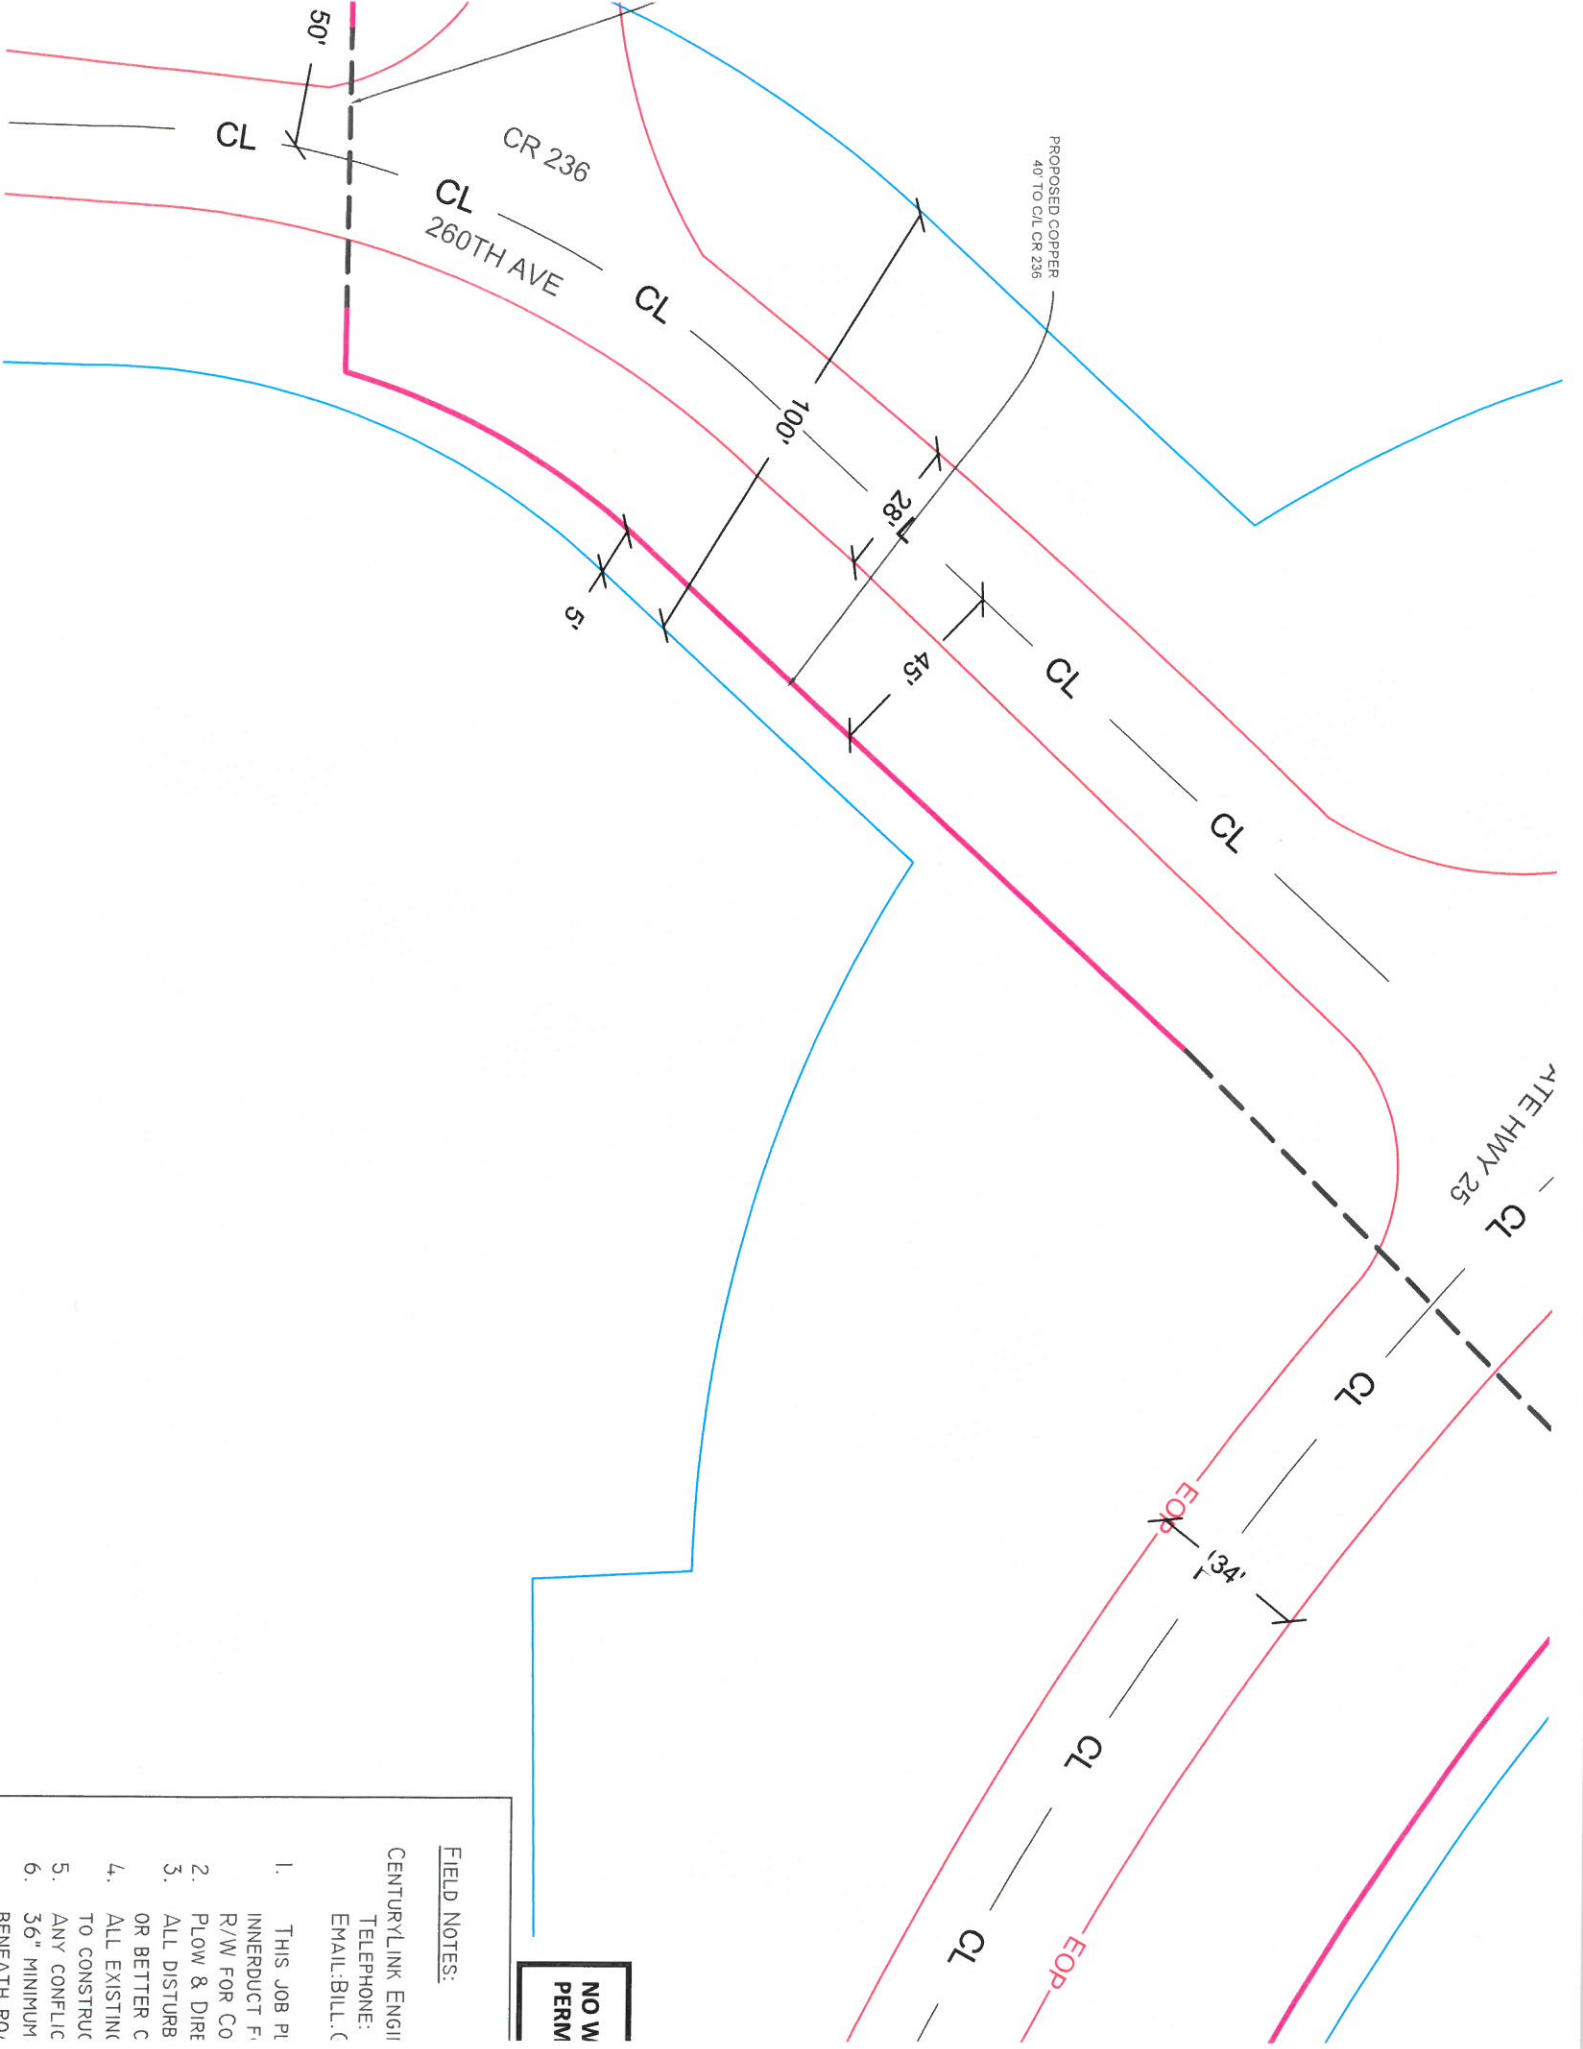 50'
CL
CR 236
CL
260TH AVE
CL
PROPOSED COPPER
40' TO C/L CR 236
100'
28'
5'
45'
CL
CL
ATE HWY 25
CL
CL
EOP
34'
CL
CL
EOP
NO W
PERM
FIELD NOTES:
CENTURYLINK ENGI
TELEPHONE:
EMAIL:BILL.
1. THIS JOB PL
INNERDUCT F
R/W FOR CO
2. PLOW & DIRE
3. ALL DISTURB
OR BETTER C
4. ALL EXISTING
TO CONSTRUC
5. ANY CONFLIC
6. 36" MINIMUM
BENEATH ROA